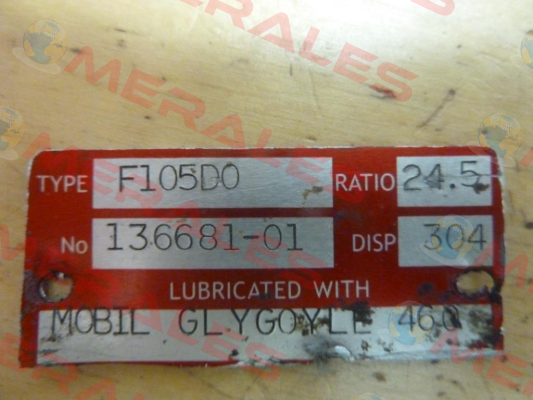 MERALES
TYPE F105D0 RATIO 24.5
No 136681-01 DISP 304
LUBRICATED WITH
MOBIL GLYGOYLE 460